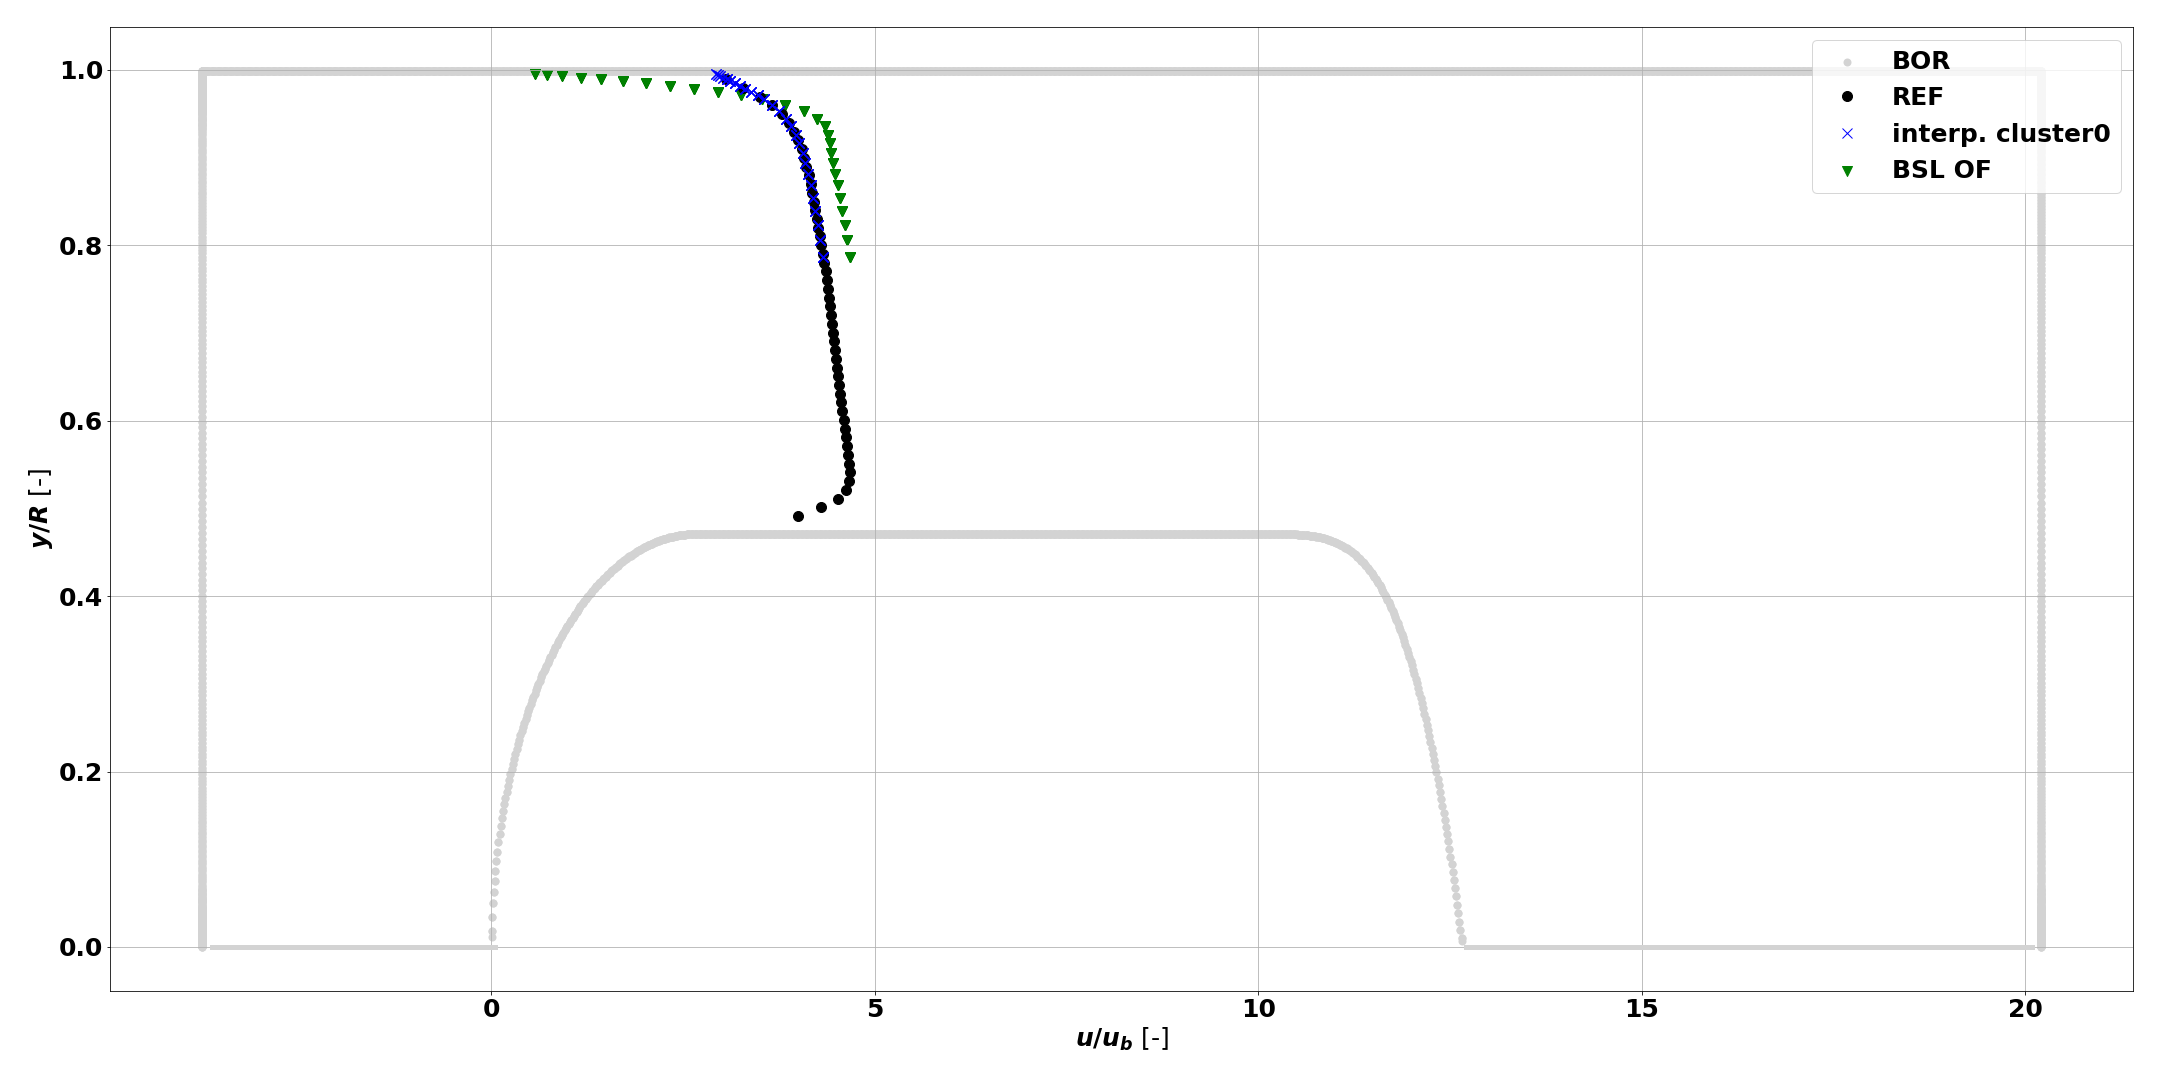 BOR
REF
interp. cluster0
BSL OF
1.0
0.8
0.6
0.4
0.2
0.0
y/R [-]
0 5 10 15 20
u/u_b [-]